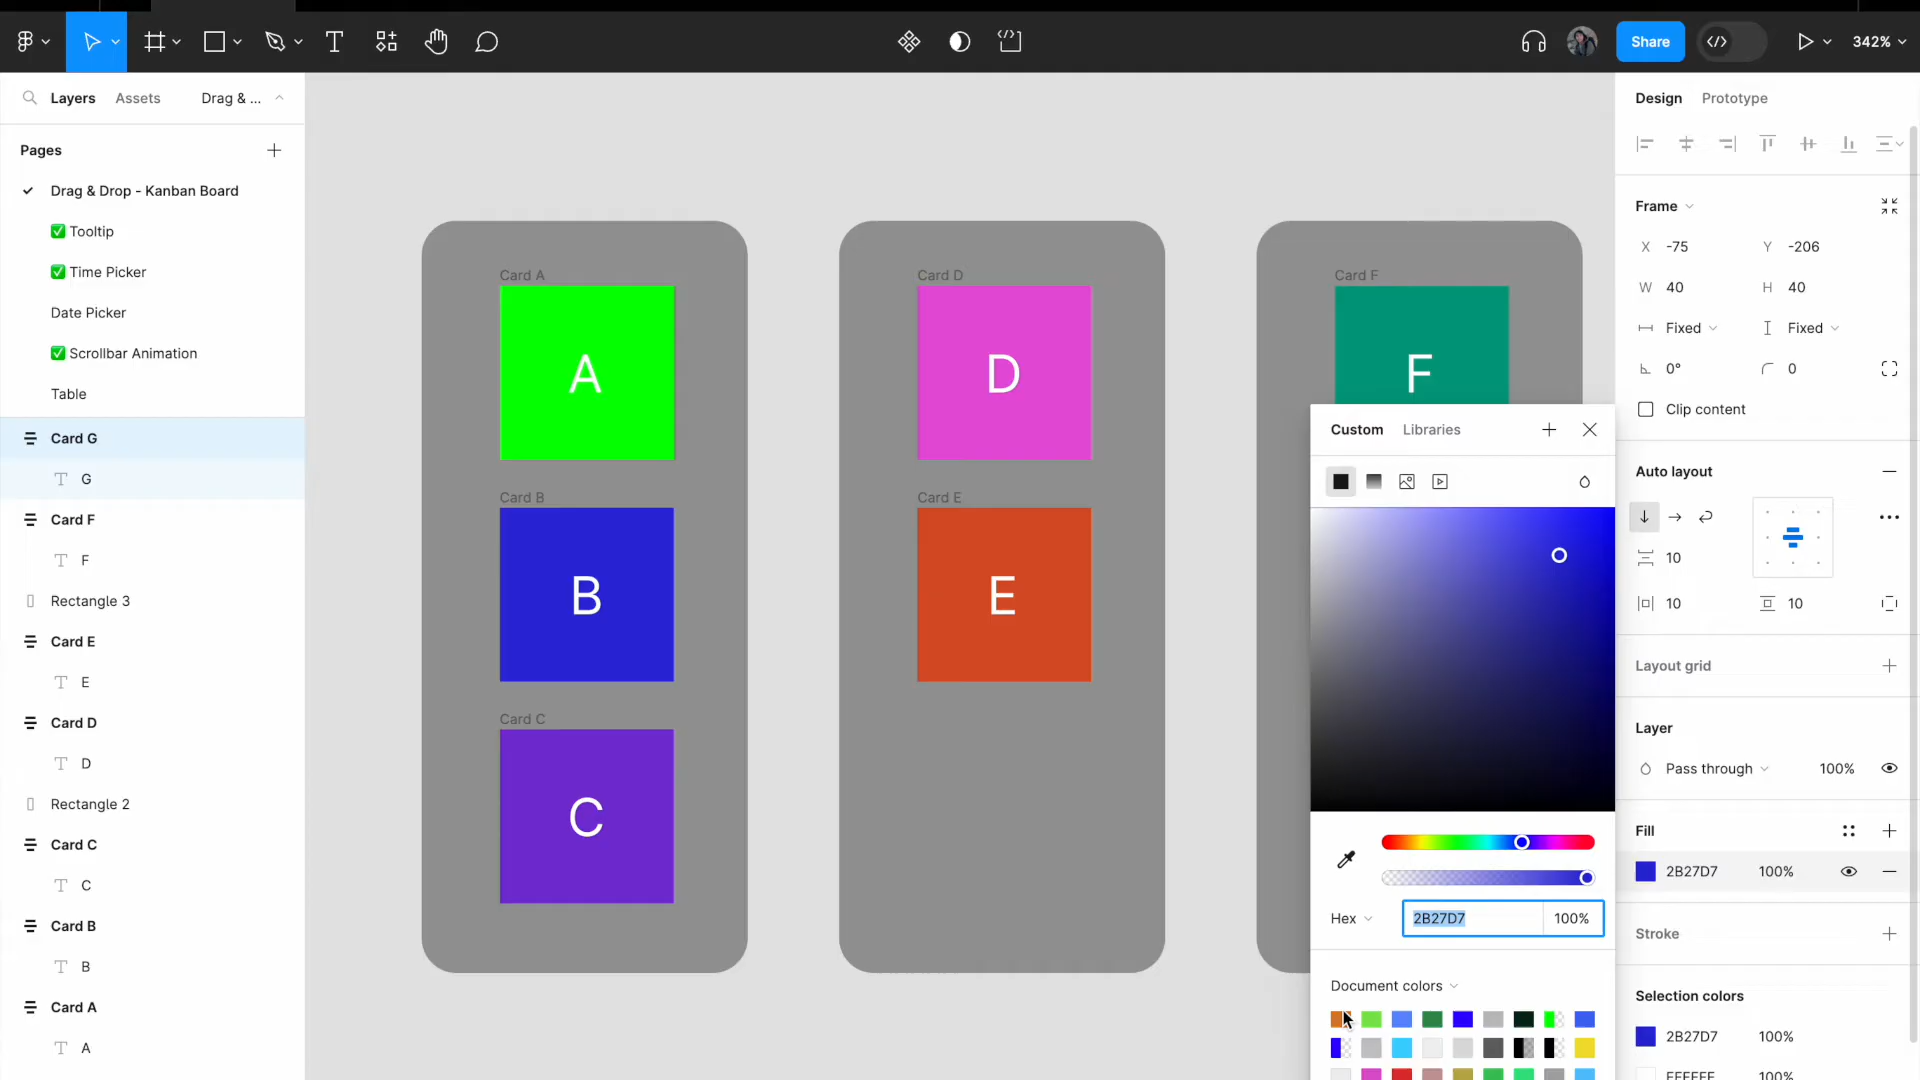 Share
342%
Layers
Assets
Drag & ...
Pages
Drag & Drop - Kanban Board
✅ Tooltip
✅ Time Picker
Date Picker
✅ Scrollbar Animation
Table
Card G
G
Card F
F
Rectangle 3
Card E
E
Card D
D
Rectangle 2
Card C
C
Card B
B
Card A
A
Card A
A
Card B
B
Card C
C
Card D
D
Card E
E
Card F
F
Custom
Libraries
Hex
2B27D7
100%
Document colors
Design
Prototype
Frame
X -75
Y -206
W 40
H 40
Fixed
Fixed
0°
0
Clip content
Auto layout
10
10
10
Layout grid
Layer
Pass through
100%
Fill
2B27D7
100%
Stroke
Selection colors
2B27D7
100%
FFFFFF
100%